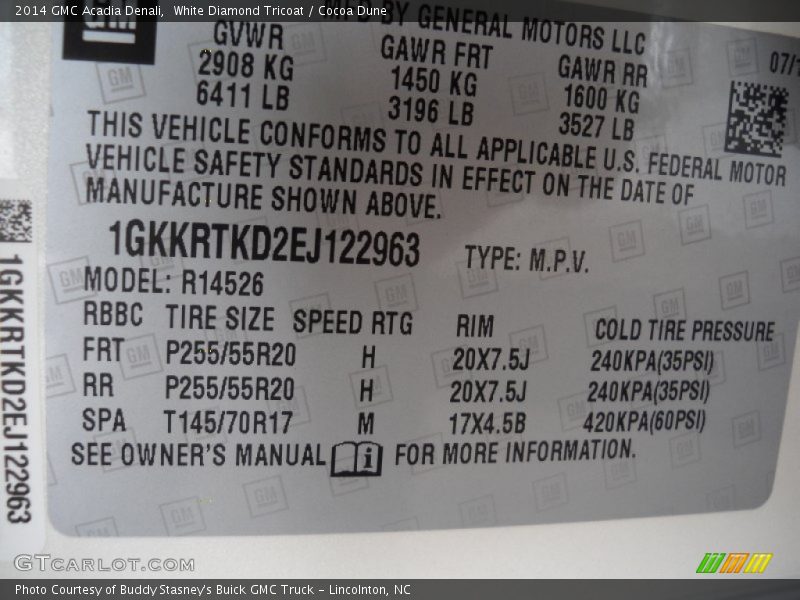 2014 GMC Acadia Denali, White Diamond Tricoat / Cocoa Dune
GM
MFD BY GENERAL MOTORS LLC
GVWR GAWR FRT GAWR RR
2908 KG 1450 KG 1600 KG
6411 LB 3196 LB 3527 LB
THIS VEHICLE CONFORMS TO ALL APPLICABLE U.S. FEDERAL MOTOR
VEHICLE SAFETY STANDARDS IN EFFECT ON THE DATE OF
MANUFACTURE SHOWN ABOVE.
1GKKRTKD2EJ122963 TYPE: M.P.V.
MODEL: R14526
RBBC TIRE SIZE SPEED RTG RIM COLD TIRE PRESSURE
FRT P255/55R20 H 20X7.5J 240KPA(35PSI)
RR P255/55R20 H 20X7.5J 240KPA(35PSI)
SPA T145/70R17 M 17X4.5B 420KPA(60PSI)
SEE OWNER'S MANUAL FOR MORE INFORMATION.
1GKKRTKD2EJ122963
GTCARLOT.COM
Photo Courtesy of Buddy Stasney's Buick GMC Truck - Lincolnton, NC